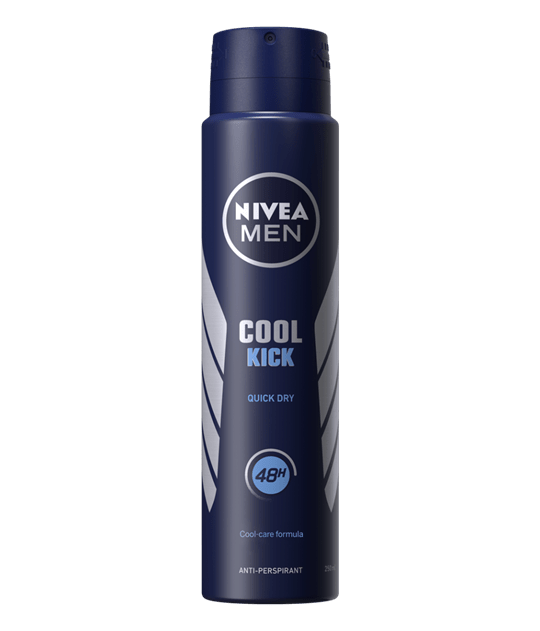 NIVEA
MEN
COOL
KICK
QUICK DRY
48H
Cool-care formula
ANTI-PERSPIRANT